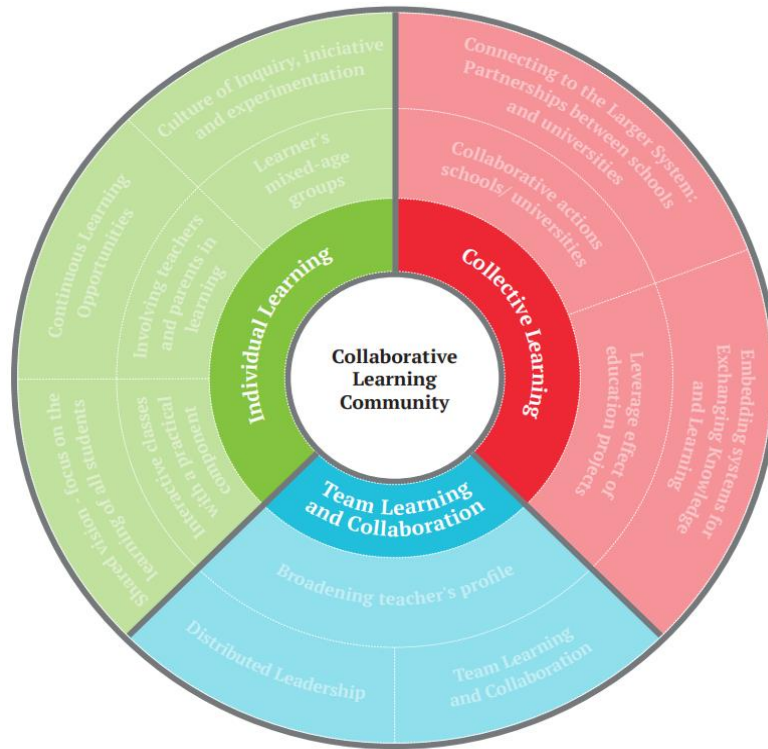 Culture of Inquiry, iniciative
and experimentation
Learner's
mixed-age
groups
Continuous Learning
Opportunities
Involving teachers
and parents in
learning
Shared vision - focus on the
learning of all students
Interactive classes
with a practical
component
Individual Learning
Connecting to the Larger System:
Partnerships between schools
and universities
Collaborative actions
schools/ universities
Collective Learning
Embedding systems for
Exchanging Knowledge
and Learning
Leverage effect of
education projects
Collaborative
Learning
Community
Team Learning
and Collaboration
Broadening teacher's profile
Distributed Leadership
Team Learning
and Collaboration